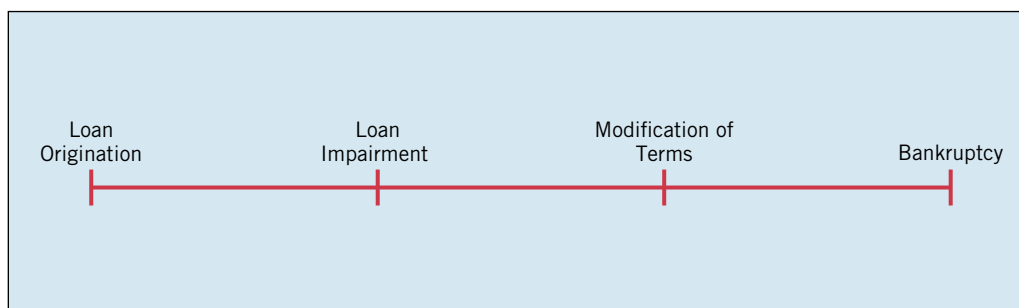 Loan
Origination
Loan
Impairment
Modification of
Terms
Bankruptcy